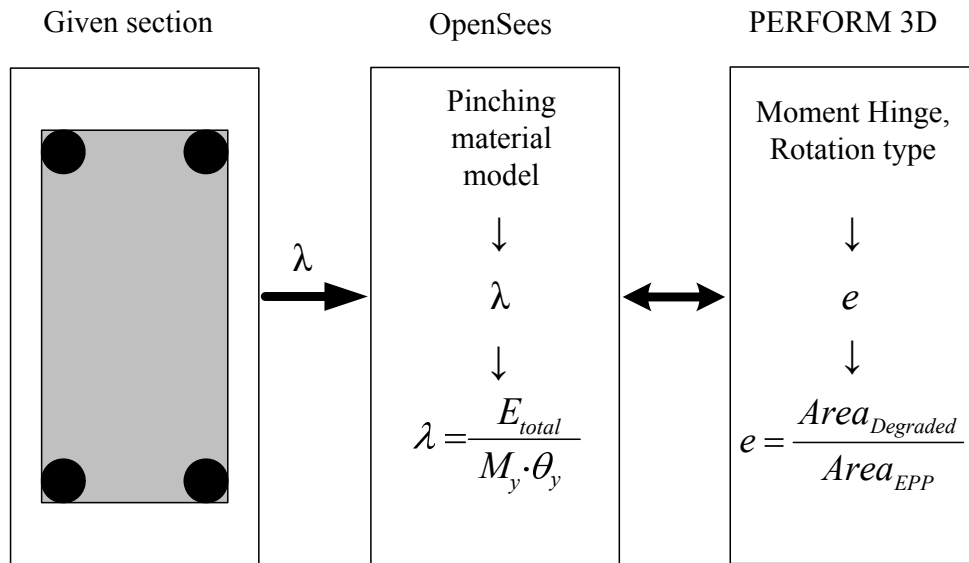 Given section
OpenSees
PERFORM 3D
λ
Pinching
material
model
↓
λ
↓
λ = E_total / M_y · θ_y
Moment Hinge,
Rotation type
↓
e
↓
e = Area_Degraded / Area_EPP